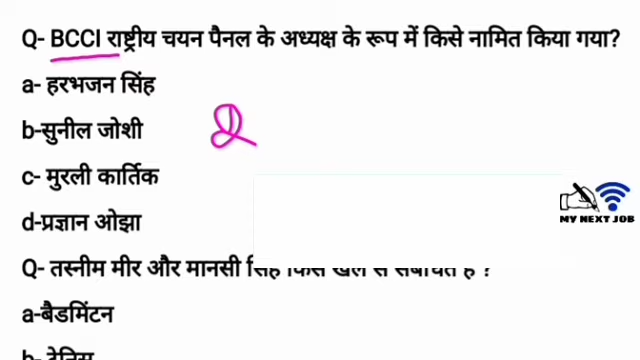 Q- BCCI राष्ट्रीय चयन पैनल के अध्यक्ष के रूप में किसे नामित किया गया?
a- हरभजन सिंह
b-सुनील जोशी
c- मुरली कार्तिक
MY NEXT JOB
d-प्रज्ञान ओझा
Q- तस्नीम मीर और मानसी सिंह किस खेल से संबंधित है ?
a-बैडमिंटन
b- टेनिस